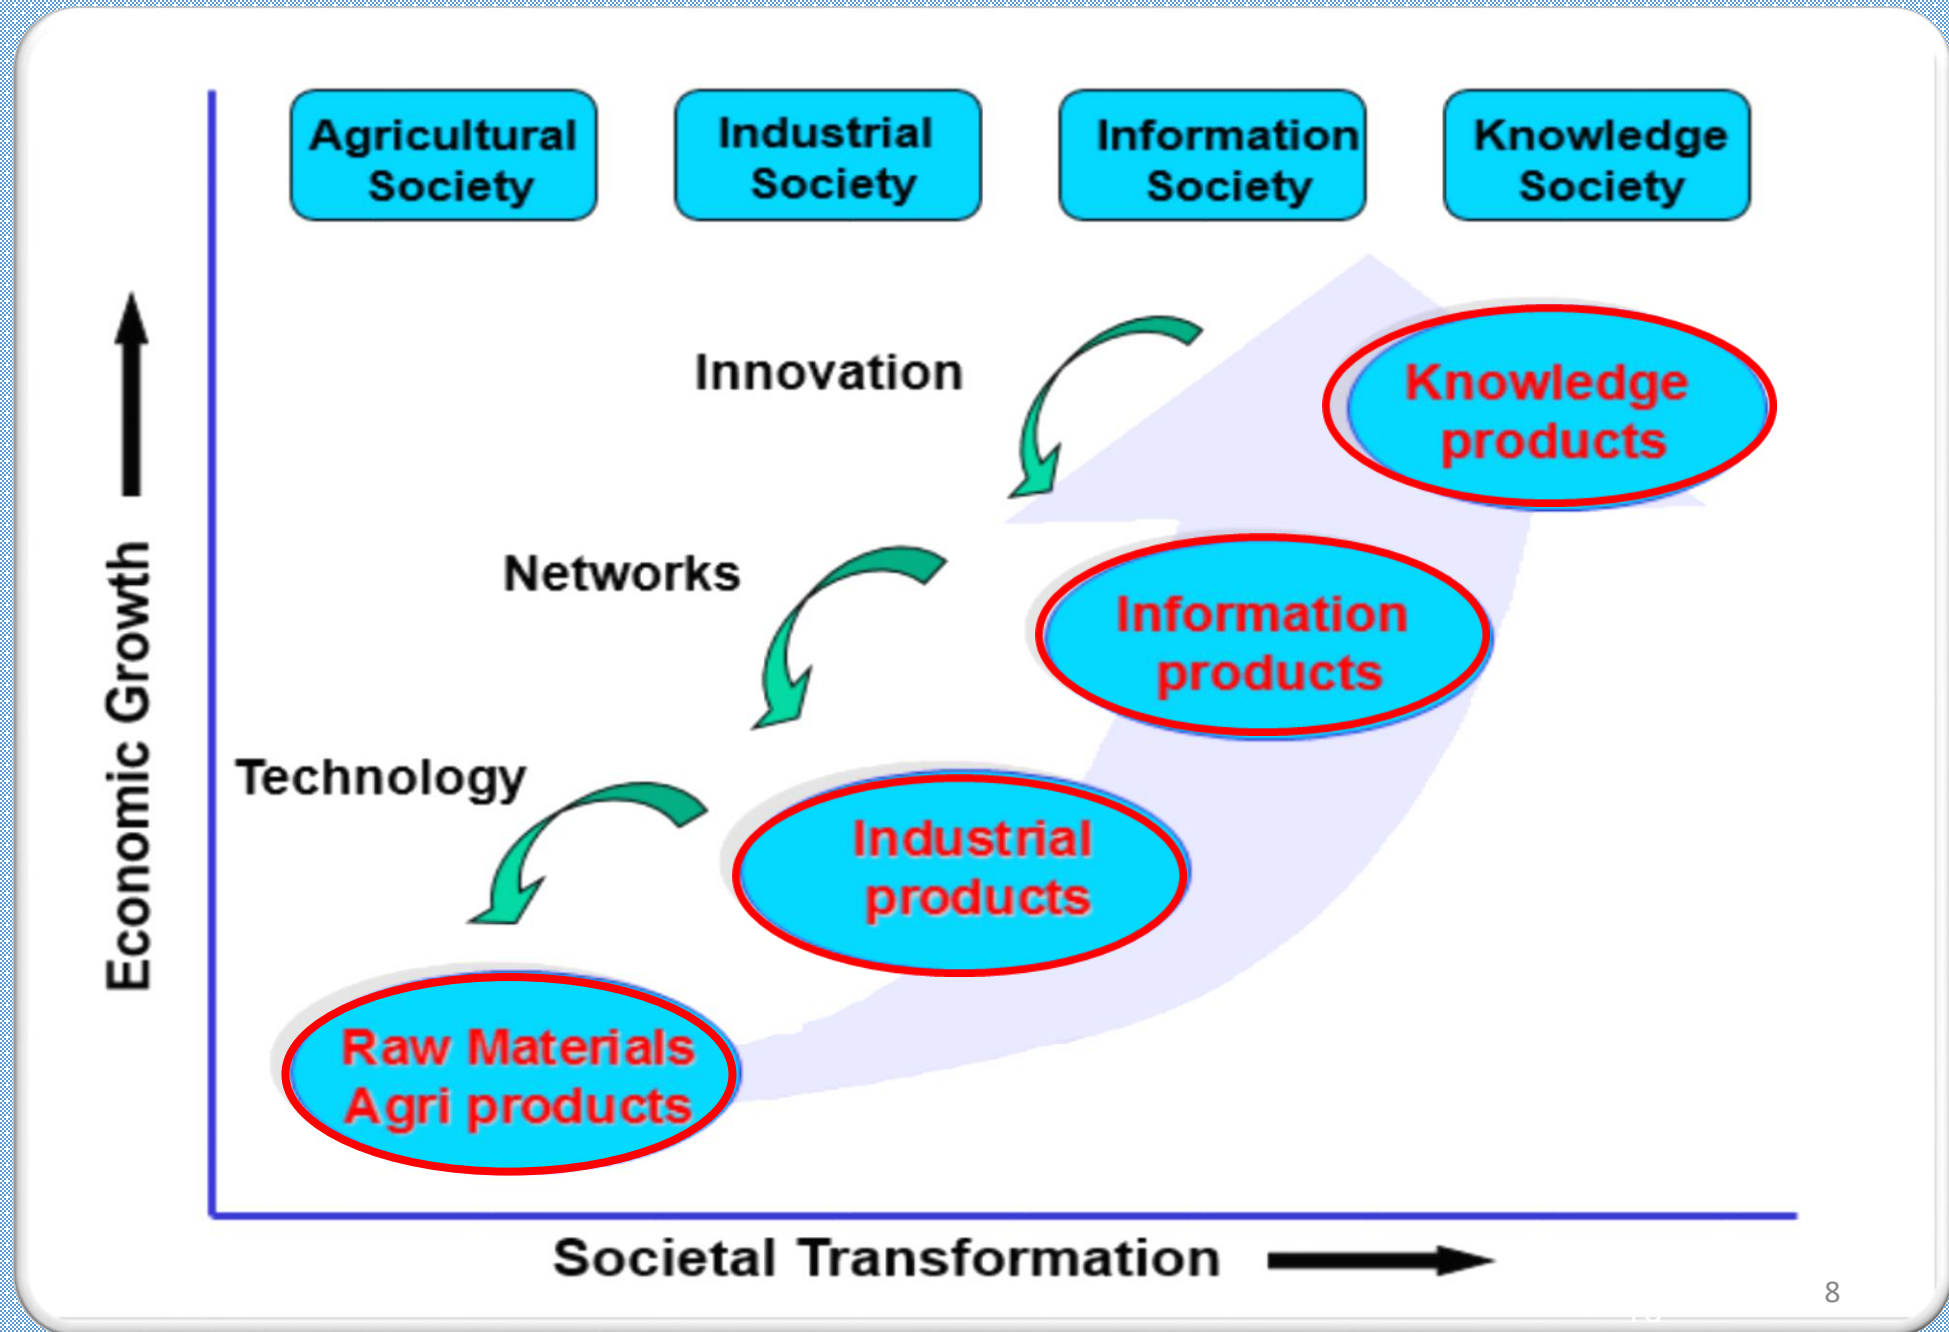 Agricultural
Society
Industrial
Society
Information
Society
Knowledge
Society
Innovation
Knowledge
products
Networks
Information
products
Technology
Industrial
products
Raw Materials
Agri products
Economic Growth
Societal Transformation
8